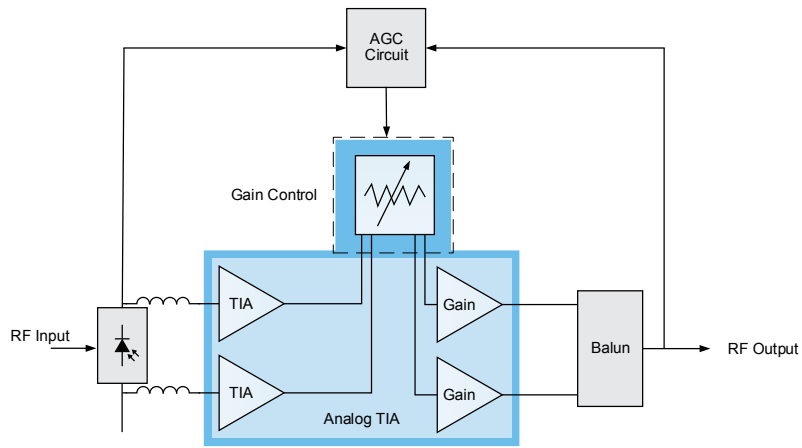 AGC
Circuit
Gain Control
TIA
Gain
RF Input
Balun
RF Output
TIA
Gain
Analog TIA